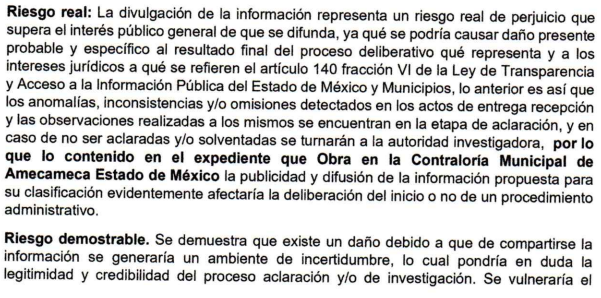 Riesgo real: La divulgación de la información representa un riesgo real de perjuicio que
supera el interés público general de que se difunda, ya qué se podría causar daño presente
probable y específico al resultado final del proceso deliberativo qué representa y a los
intereses jurídicos a qué se refieren el artículo 140 fracción VI de la Ley de Transparencia
y Acceso a la Información Pública del Estado de México y Municipios, lo anterior es así que
los anomalías, inconsistencias y/o omisiones detectados en los actos de entrega recepción
y las observaciones realizadas a los mismos se encuentran en la etapa de aclaración, y en
caso de no ser aclaradas y/o solventadas se turnarán a la autoridad investigadora, por lo
que lo contenido en el expediente que Obra en la Contraloría Municipal de
Amecameca Estado de México la publicidad y difusión de la información propuesta para
su clasificación evidentemente afectaría la deliberación del inicio o no de un procedimiento
administrativo.
Riesgo demostrable. Se demuestra que existe un daño debido a que de compartirse la
información se generaría un ambiente de incertidumbre, lo cual pondría en duda la
legitimidad y credibilidad del proceso aclaración y/o de investigación. Se vulneraría el